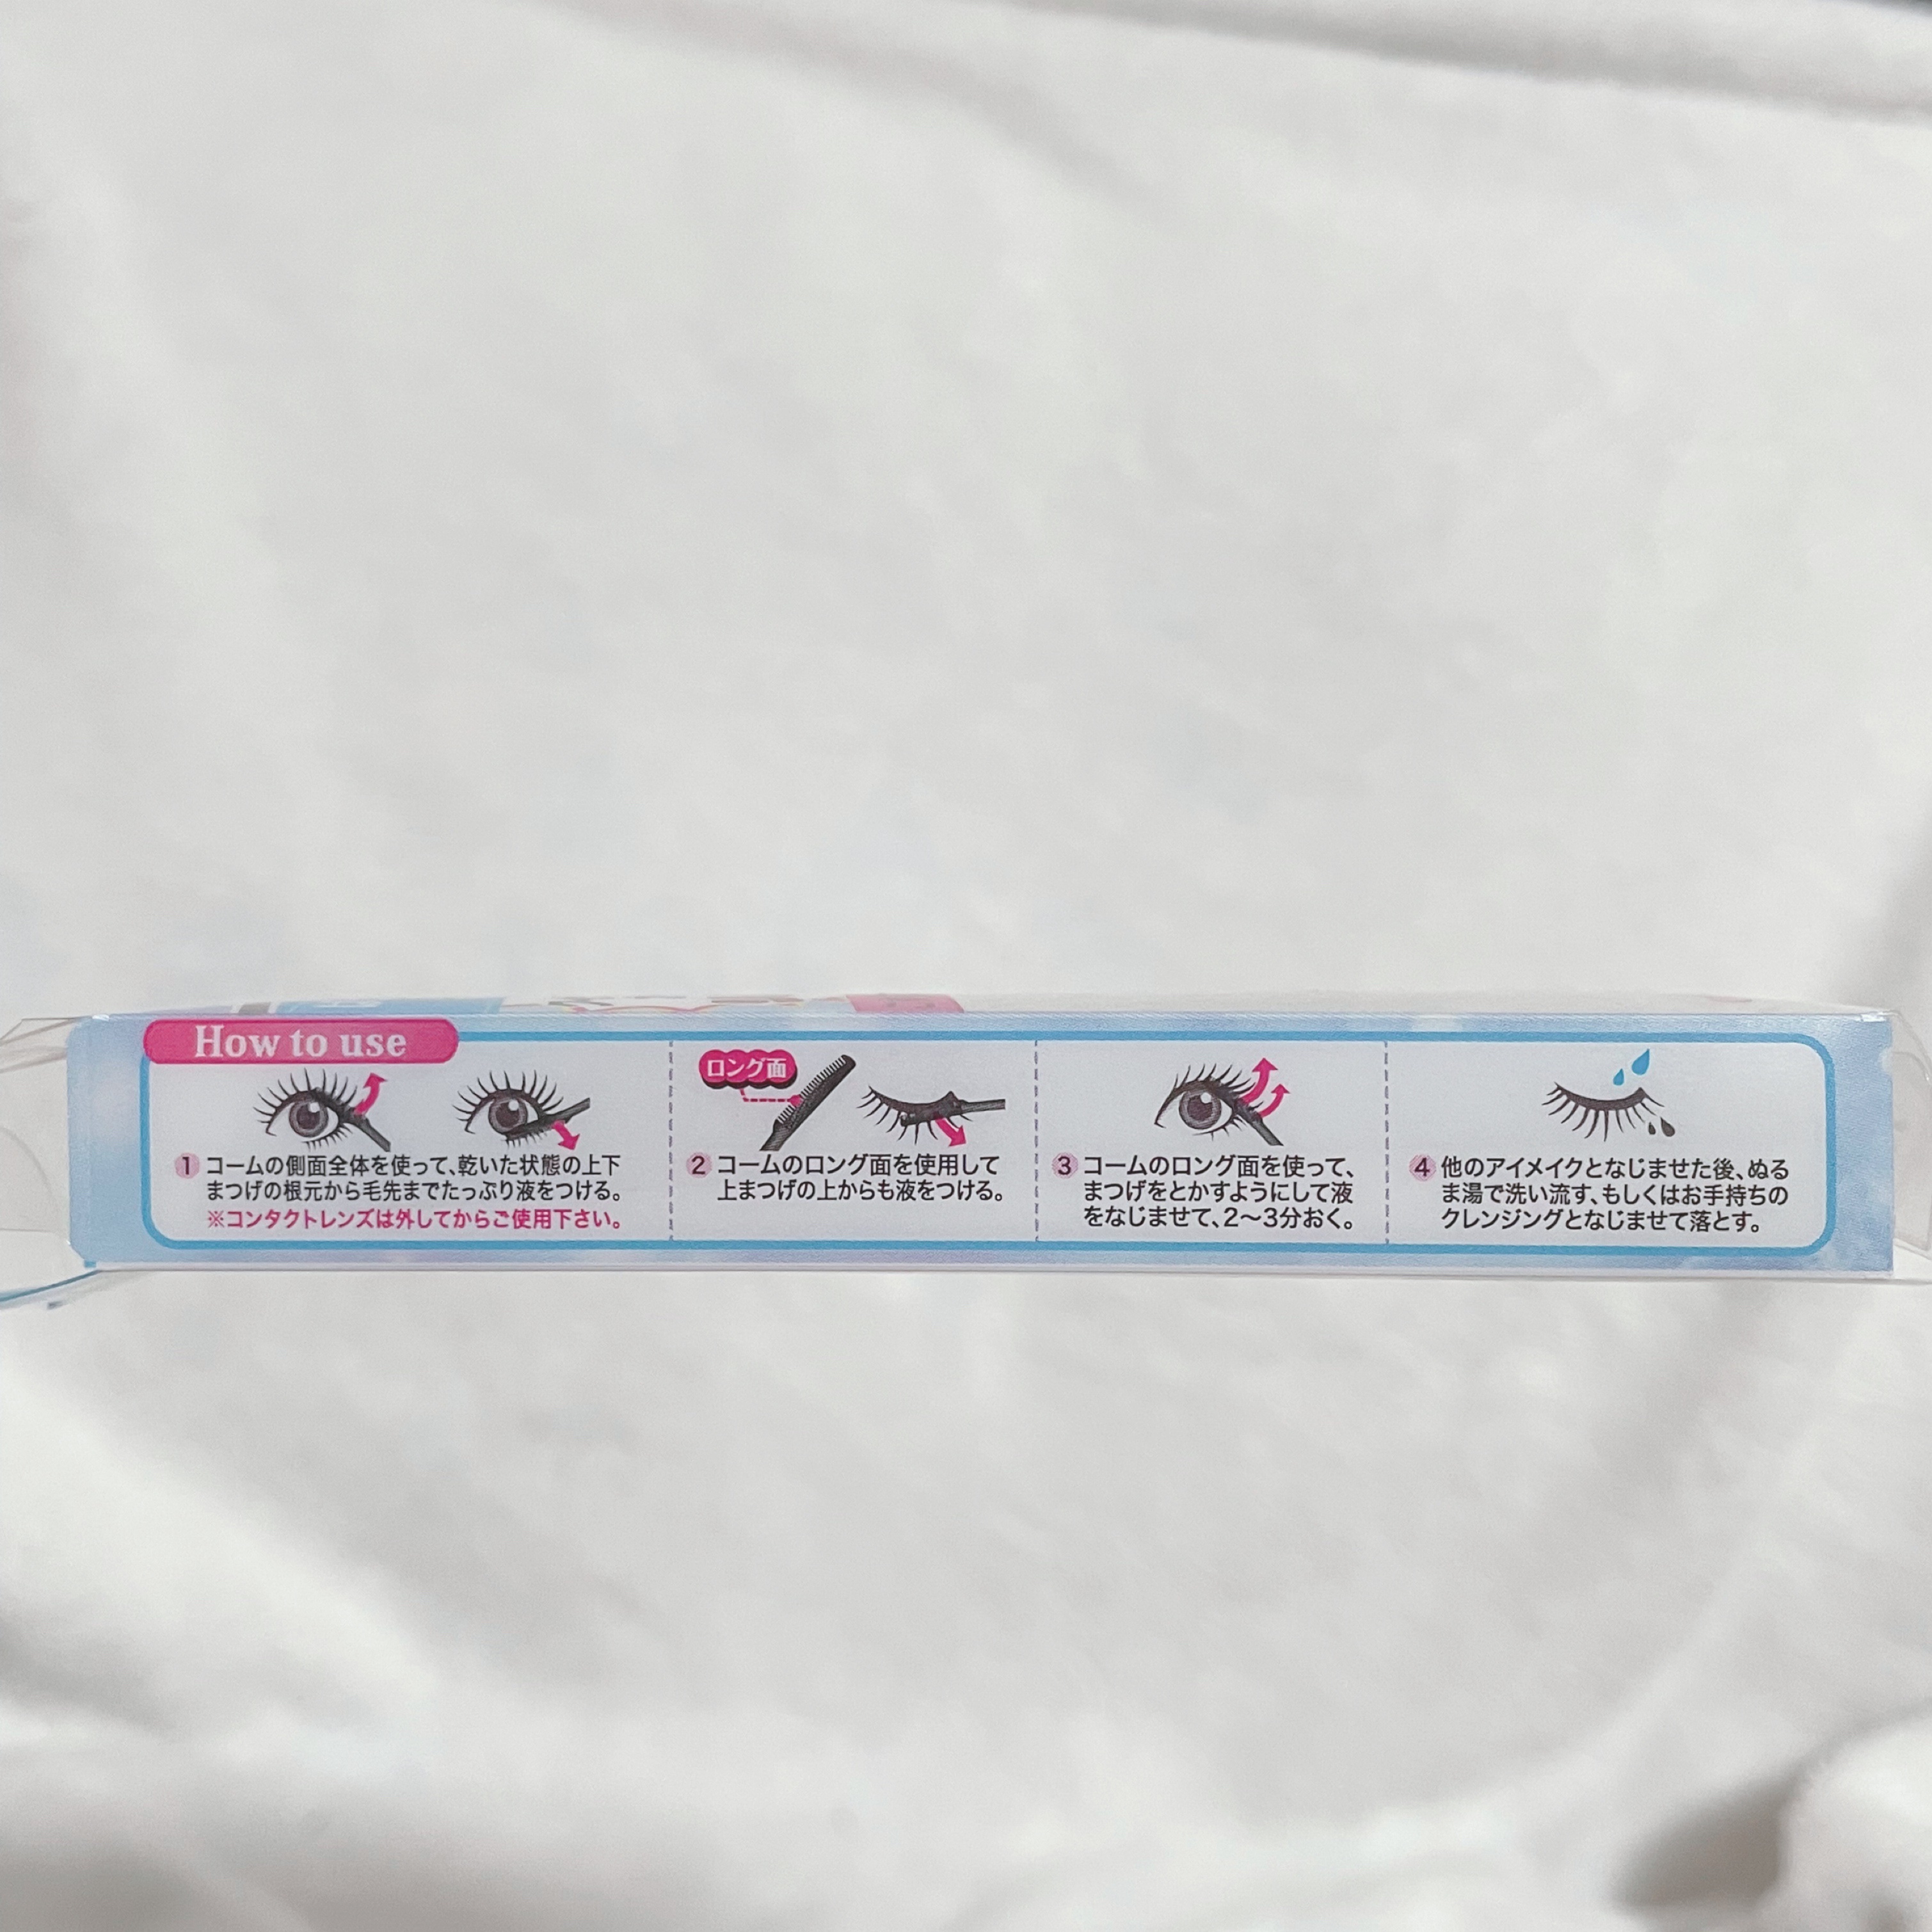 How to use
1 コームの側面全体を使って、乾いた状態の上下
まつげの根元から毛先までたっぷり液をつける。
※コンタクトレンズは外してからご使用下さい。
ロング面
2 コームのロング面を使用して
上まつげの上からも液をつける。
3 コームのロング面を使って、
まつげをとかすようにして液
をなじませて、2〜3分おく。
4 他のアイメイクとなじませた後、ぬる
ま湯で洗い流す、もしくはお手持ちの
クレンジングとなじませて落とす。